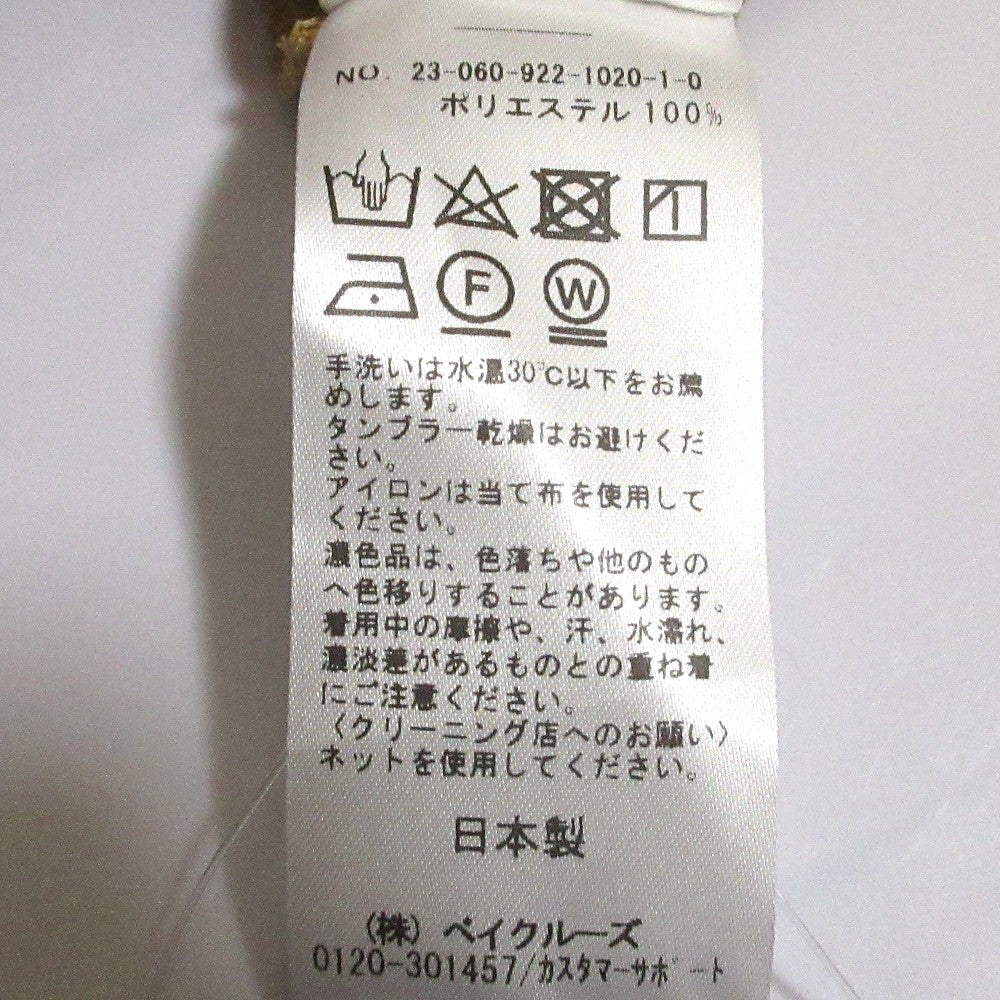 NO. 23-060-922-1020-1-0
ポリエステル 100%
F W
手洗いは水温30℃以下をお薦
めします。
タンブラー乾燥はお避けくだ
さい。
アイロンは当て布を使用して
ください。
濃色品は、色落ちや他のもの
へ色移りすることがあります。
着用中の摩擦や、汗、水濡れ、
濃淡差があるものとの重ね着
にご注意ください。
〈クリーニング店へのお願い〉
ネットを使用してください。
日本製
(株) ベイクルーズ
0120-301457/カスタマーサポート